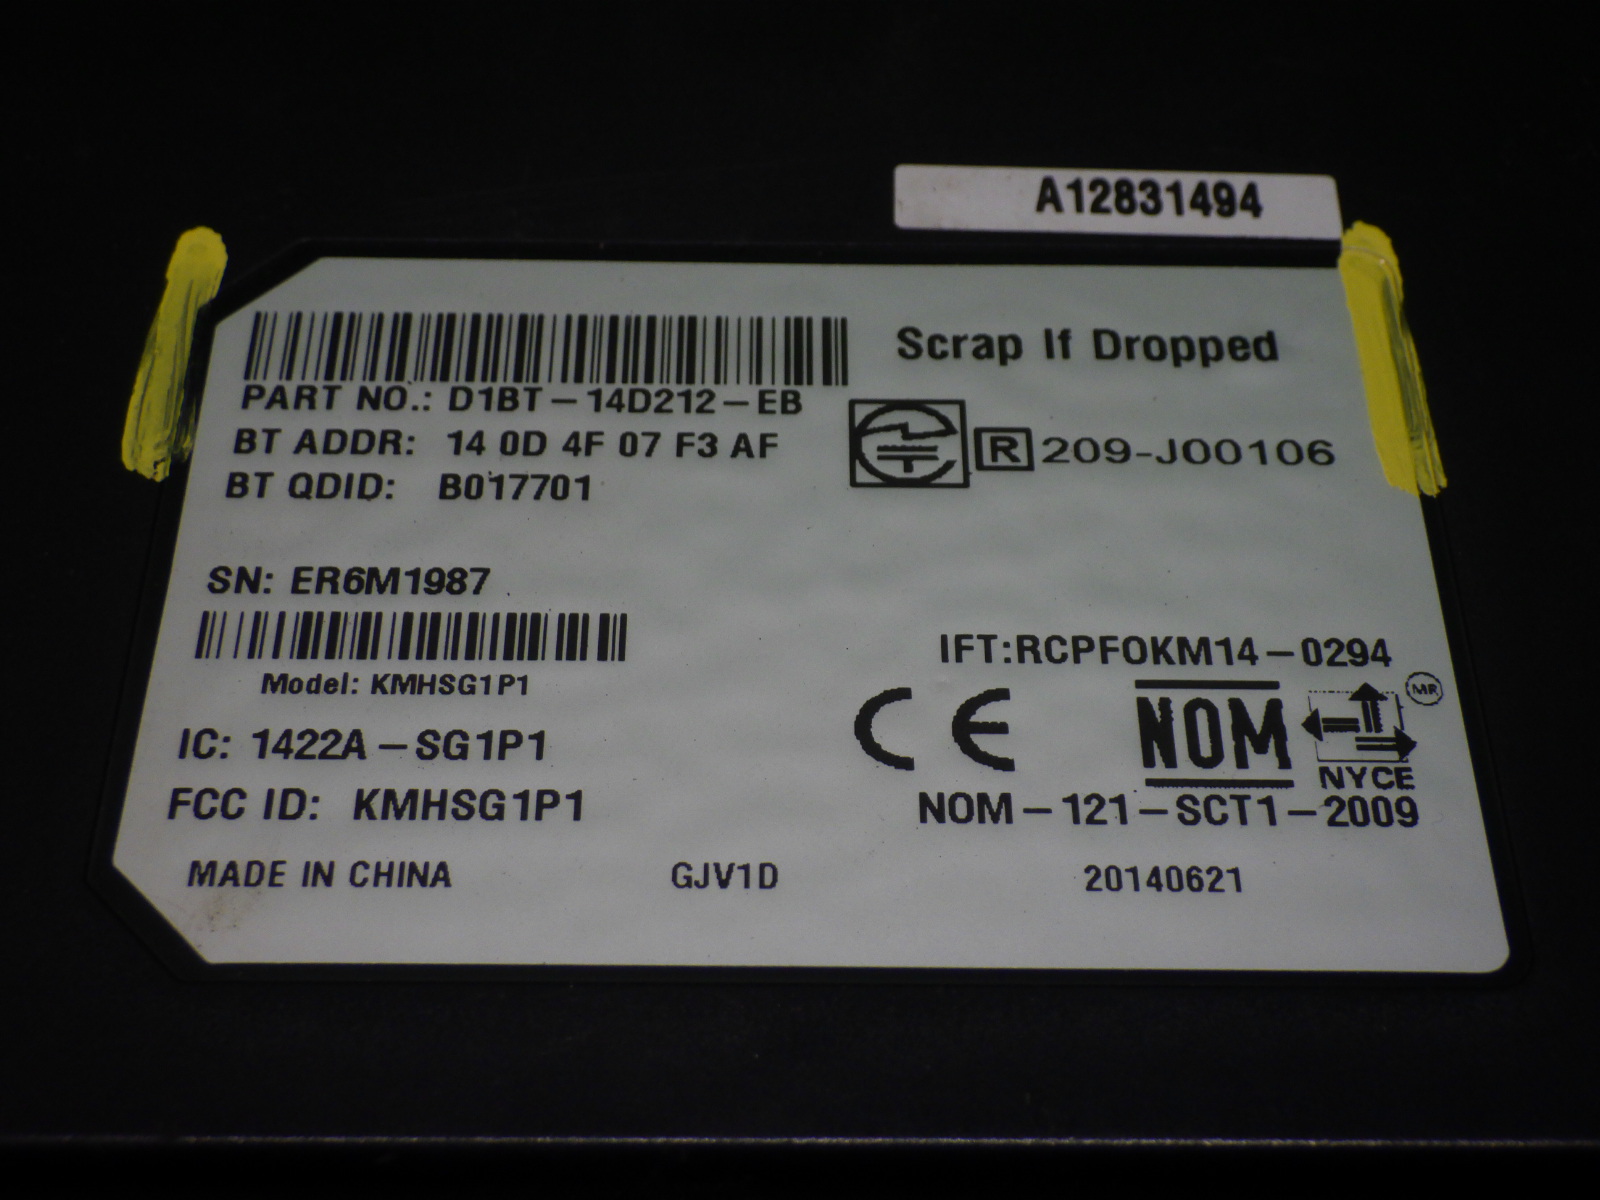 A12831494
Scrap If Dropped
PART NO.: D1BT-14D212-EB
BT ADDR: 14 0D 4F 07 F3 AF
R 209-J00106
BT QDID: B017701
SN: ER6M1987
IFT:RCPFOKM14-0294
Model: KMHSG1P1
CE NOM MR
NYCE
IC: 1422A-SG1P1
FCC ID: KMHSG1P1
NOM-121-SCT1-2009
MADE IN CHINA GJV1D 20140621